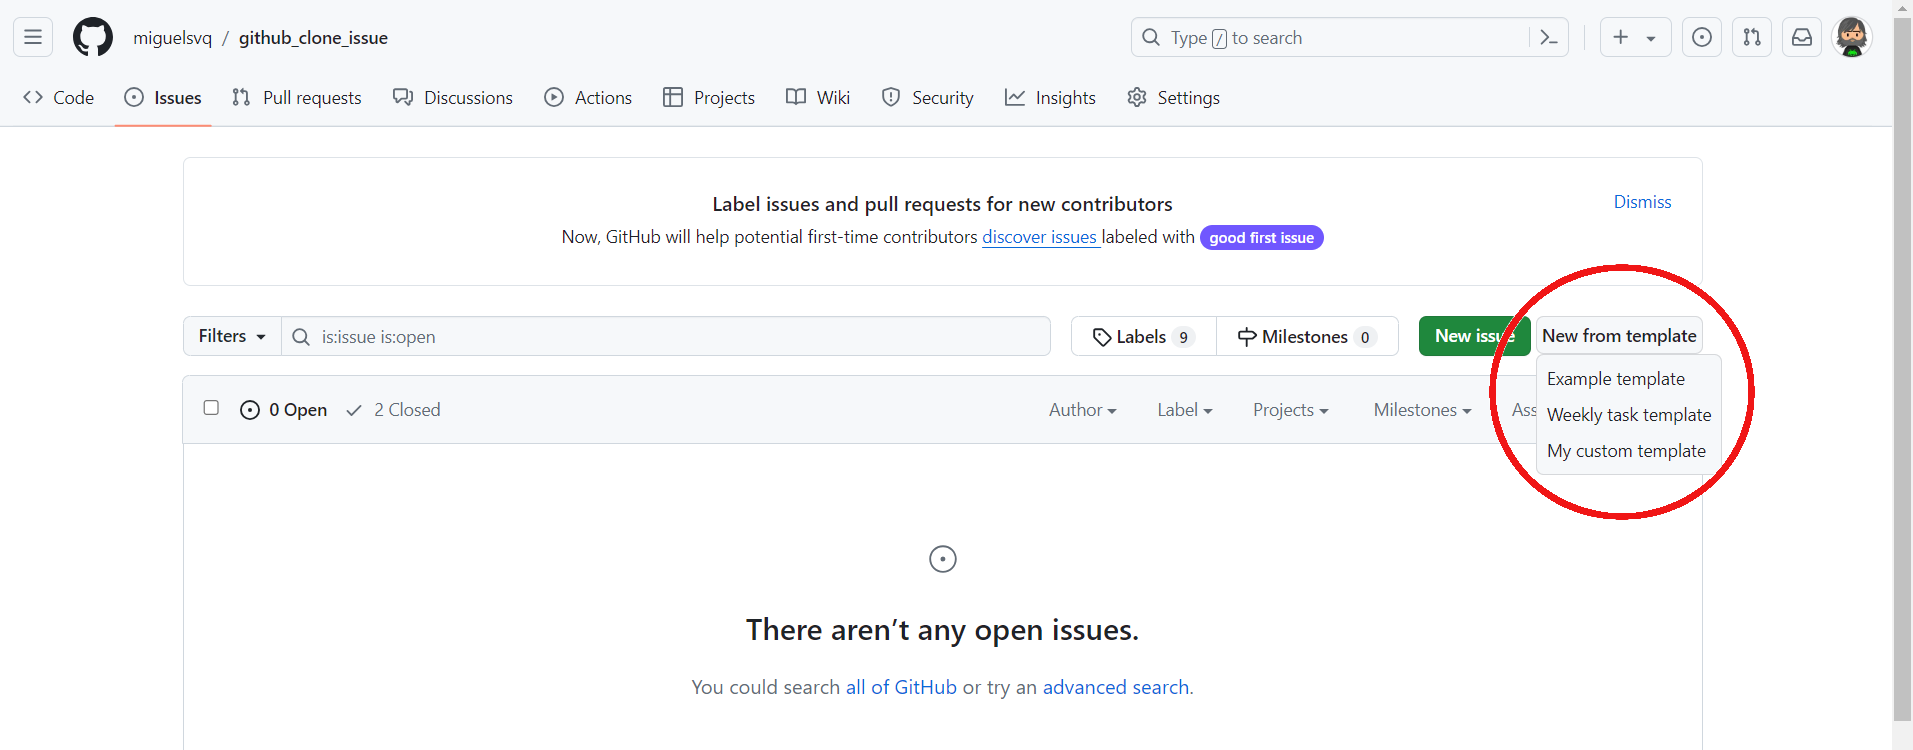 miguelsvq / github_clone_issue
Type / to search
Code Issues Pull requests Discussions Actions Projects Wiki Security Insights Settings
Label issues and pull requests for new contributors
Dismiss
Now, GitHub will help potential first-time contributors discover issues labeled with good first issue
Filters is:issue is:open Labels 9 Milestones 0 New issue New from template
Example template
0 Open 2 Closed Author Label Projects Milestones Ass
Weekly task template
My custom template
There aren’t any open issues.
You could search all of GitHub or try an advanced search.